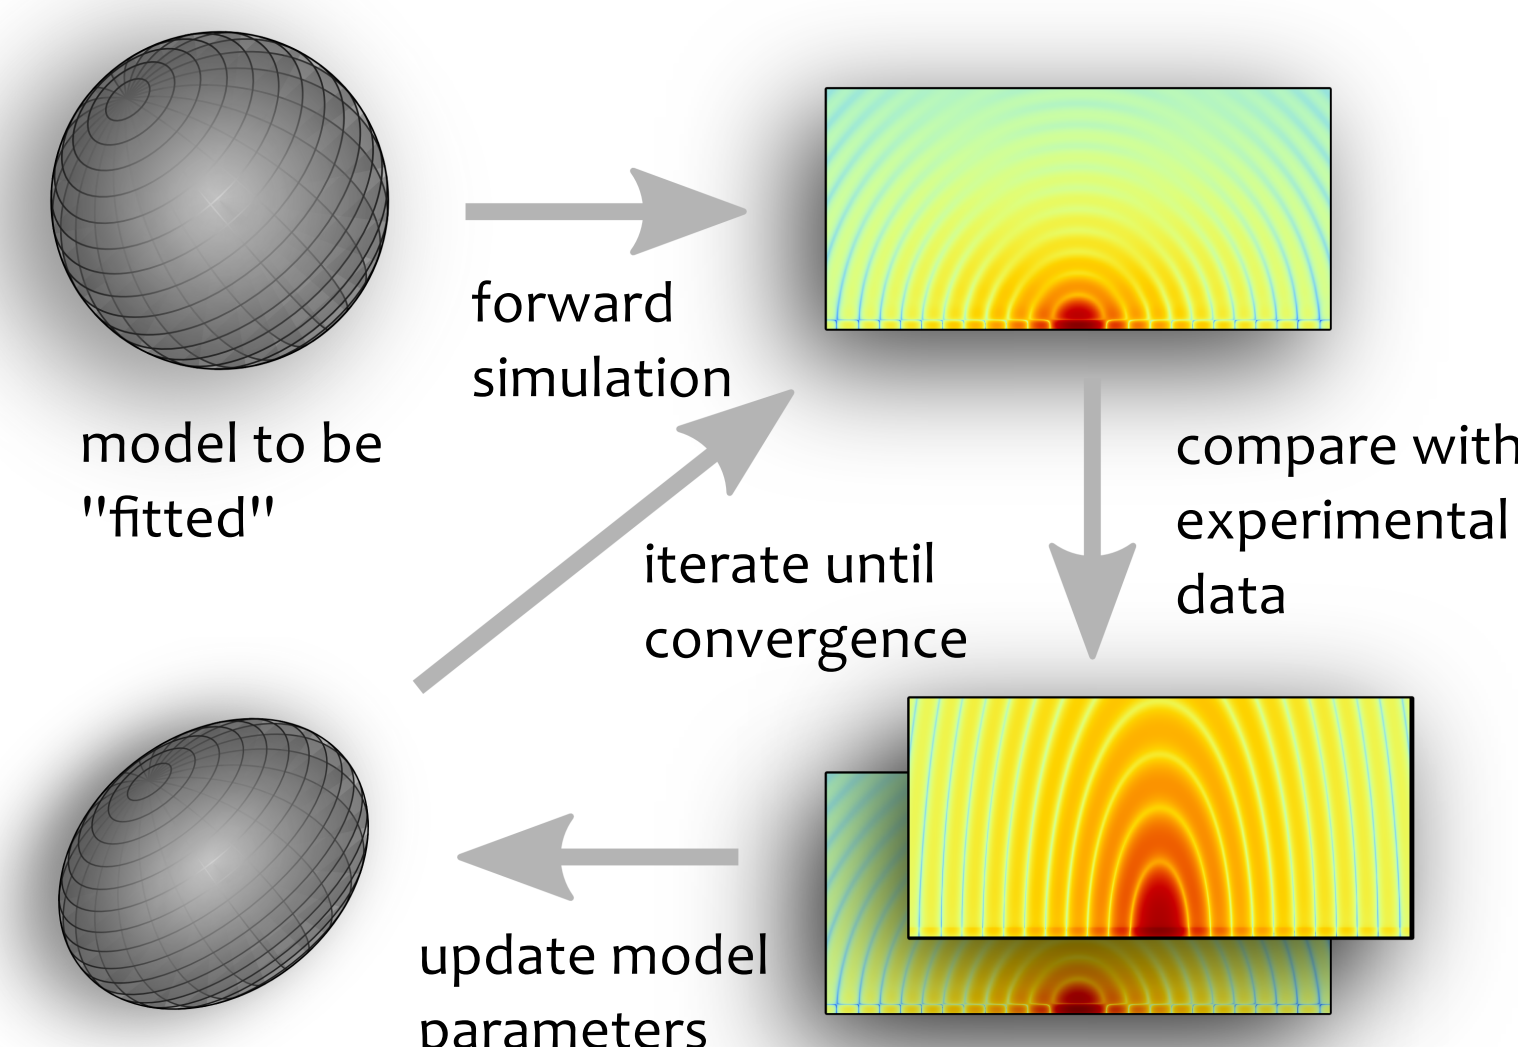 forward
simulation
model to be
"fitted"
compare with
experimental
data
iterate until
convergence
update model
parameters